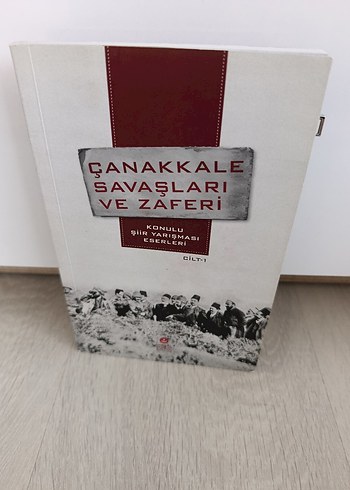 ÇANAKKALE
SAVAŞLARI
VE ZAFERİ
KONULU
ŞİİR YARIŞMASI
ESERLERİ
CİLT-1